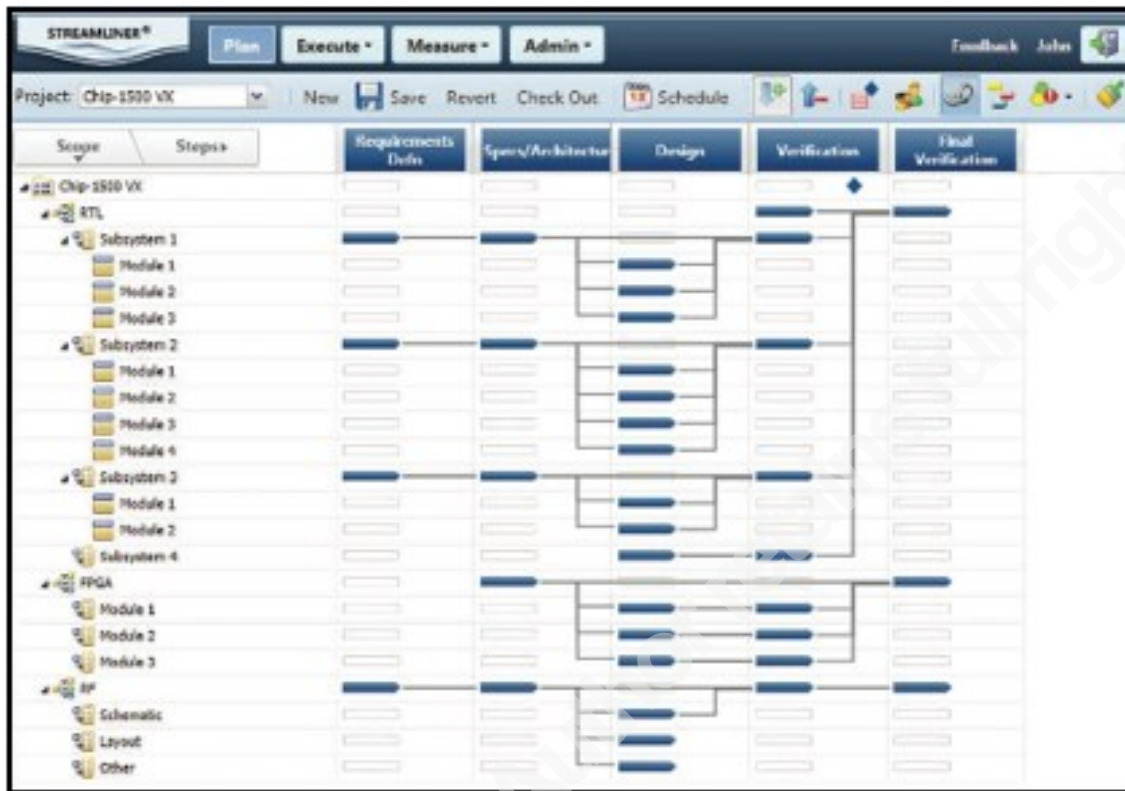 STREAMLINER®
Plan Execute Measure Admin Feedback John
Project: Chip-1500 VX New Save Revert Check Out Schedule
Scope Steps
Requirements Defn Specs/Architectur Design Verification Final Verification
Chip-1500 VX
RTL
Subsystem 1
Module 1
Module 2
Module 3
Subsystem 2
Module 1
Module 2
Module 3
Module 4
Subsystem 3
Module 1
Module 2
Subsystem 4
FPGA
Module 1
Module 2
Module 3
RF
Schematic
Layout
Other